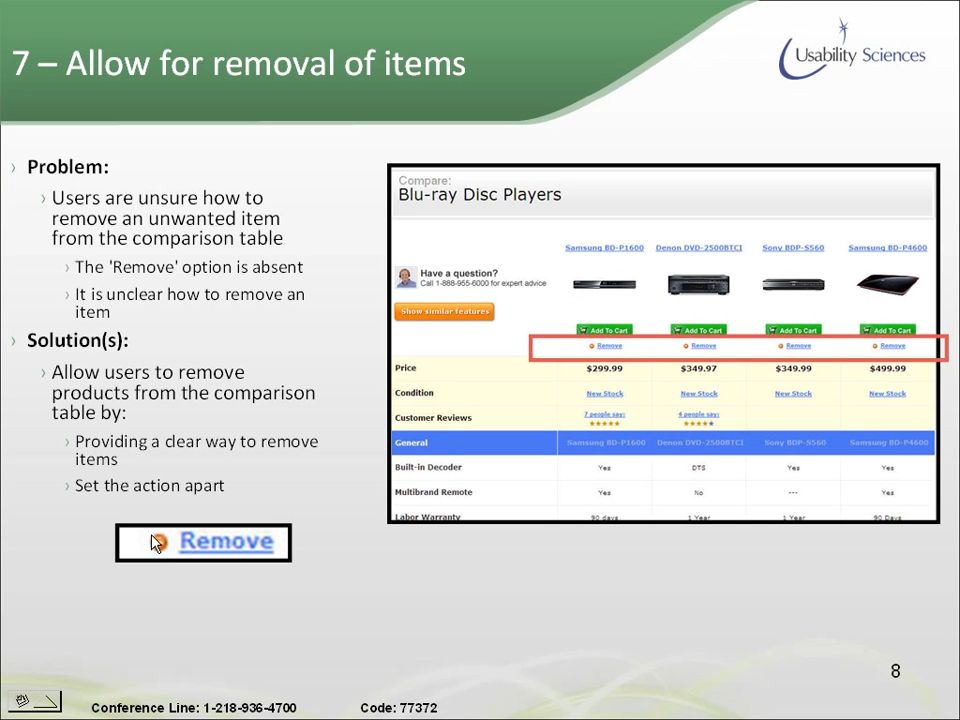 7 – Allow for removal of items
Usability Sciences
› Problem:
› Users are unsure how to
remove an unwanted item
from the comparison table
› The 'Remove' option is absent
› It is unclear how to remove an
item
› Solution(s):
› Allow users to remove
products from the comparison
table by:
› Providing a clear way to remove
items
› Set the action apart
Remove
Compare:
Blu-ray Disc Players
Samsung BD-P1600 Denon DVD-2500BTCI Sony BDP-S560 Samsung BD-P4600
Have a question?
Call 1-888-955-6000 for expert advice
Show similar features
Add To Cart Add To Cart Add To Cart Add To Cart
Remove Remove Remove Remove
Price $299.99 $349.97 $349.99 $499.99
Condition New Stock New Stock New Stock New Stock
Customer Reviews 7 people say: 4 people say:
General Samsung BD-P1600 Denon DVD-2500BTCI Sony BDP-S560 Samsung BD-P4600
Built-in Decoder Yes DTS Yes Yes
Multibrand Remote Yes No --- Yes
Labor Warranty 90 days 1 Year 1 Year 90 Days
8
Conference Line: 1-218-936-4700 Code: 77372